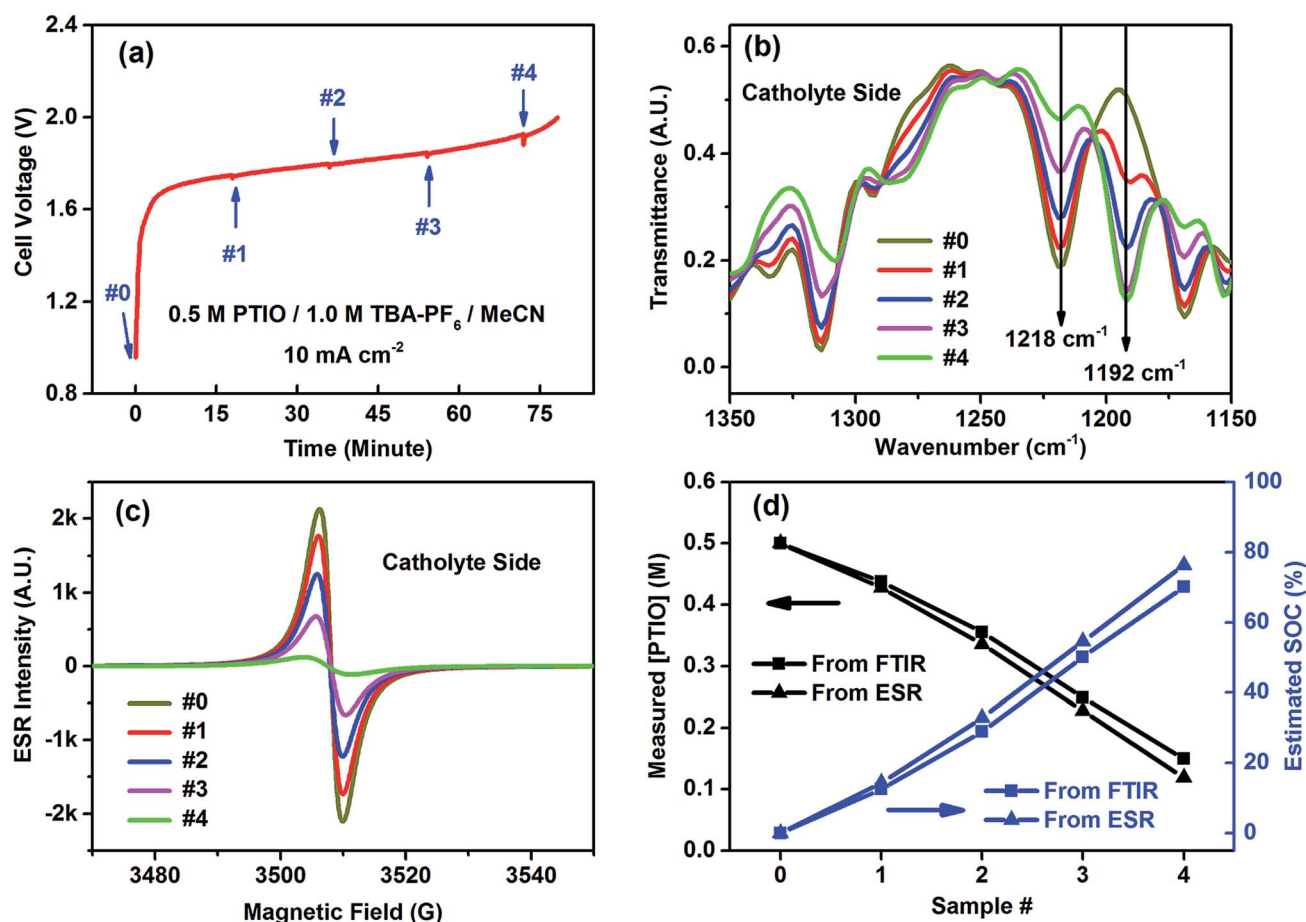 (a)
2.4
2.0
1.6
1.2
0.8
Cell Voltage (V)
#0
#1
#2
#3
#4
0.5 M PTIO / 1.0 M TBA-PF₆ / MeCN
10 mA cm⁻²
0 15 30 45 60 75
Time (Minute)
(b)
Catholyte Side
0.6
0.4
0.2
0.0
Transmittance (A.U.)
#0
#1
#2
#3
#4
1218 cm⁻¹
1192 cm⁻¹
1350 1300 1250 1200 1150
Wavenumber (cm⁻¹)
(c)
Catholyte Side
2k
1k
0
-1k
-2k
ESR Intensity (A.U.)
#0
#1
#2
#3
#4
3480 3500 3520 3540
Magnetic Field (G)
(d)
0.6
0.5
0.4
0.3
0.2
0.1
0.0
Measured [PTIO] (M)
From FTIR
From ESR
From FTIR
From ESR
100
80
60
40
20
0
Estimated SOC (%)
0 1 2 3 4
Sample #